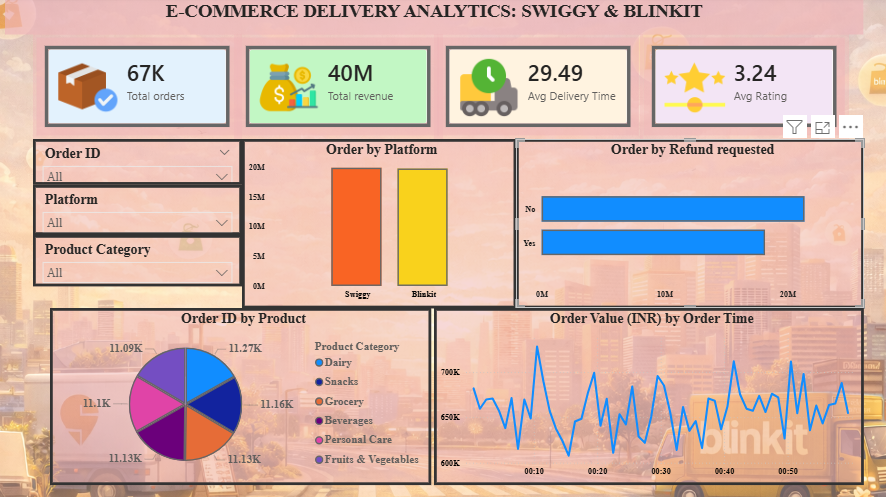 E-COMMERCE DELIVERY ANALYTICS: SWIGGY & BLINKIT
67K
Total orders
40M
Total revenue
29.49
Avg Delivery Time
3.24
Avg Rating
Order ID
All
Platform
All
Product Category
All
Order by Platform
20M
15M
10M
5M
0M
Swiggy
Blinkit
Order by Refund requested
No
Yes
0M
10M
20M
Order ID by Product
11.09K
11.27K
11.1K
11.16K
11.13K
11.13K
Product Category
Dairy
Snacks
Grocery
Beverages
Personal Care
Fruits & Vegetables
Order Value (INR) by Order Time
700K
650K
600K
00:10
00:20
00:30
00:40
00:50
blinkit